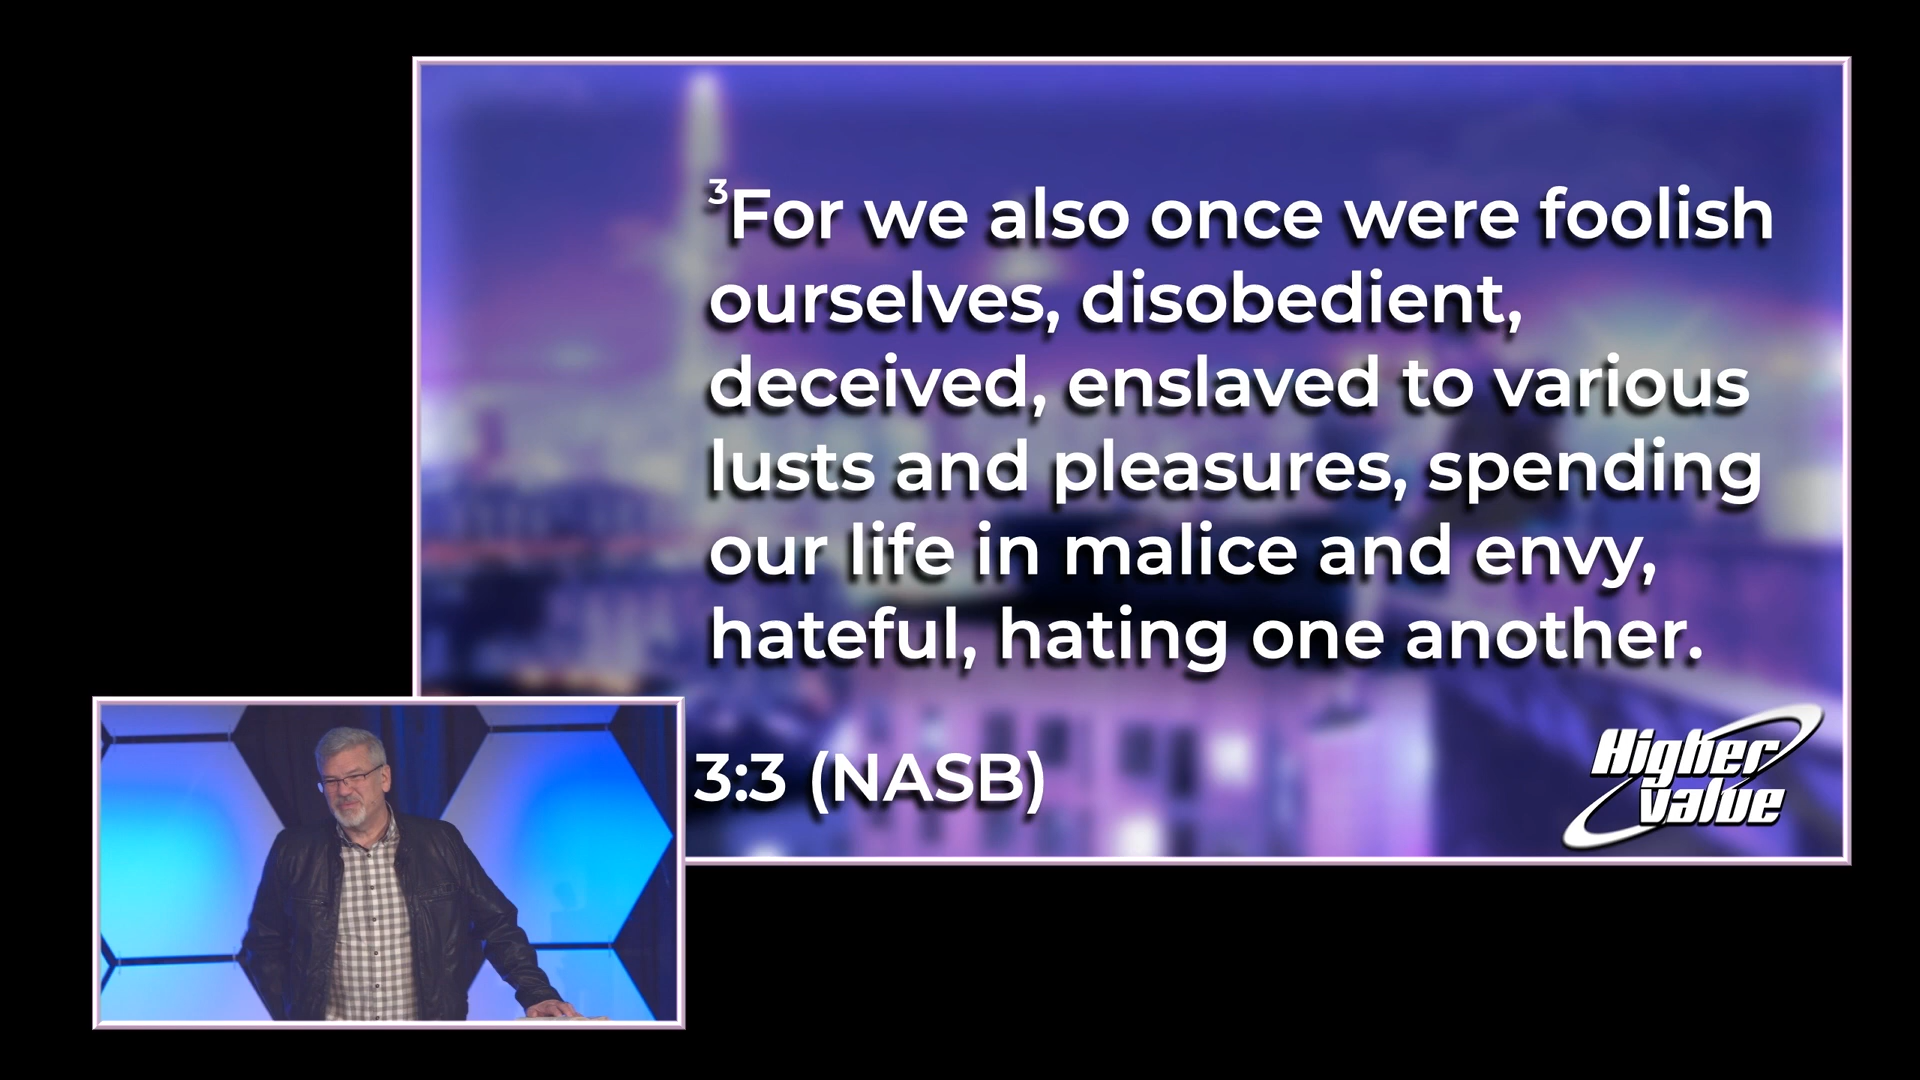 ³For we also once were foolish
ourselves, disobedient,
deceived, enslaved to various
lusts and pleasures, spending
our life in malice and envy,
hateful, hating one another.
3:3 (NASB)
Higher
value